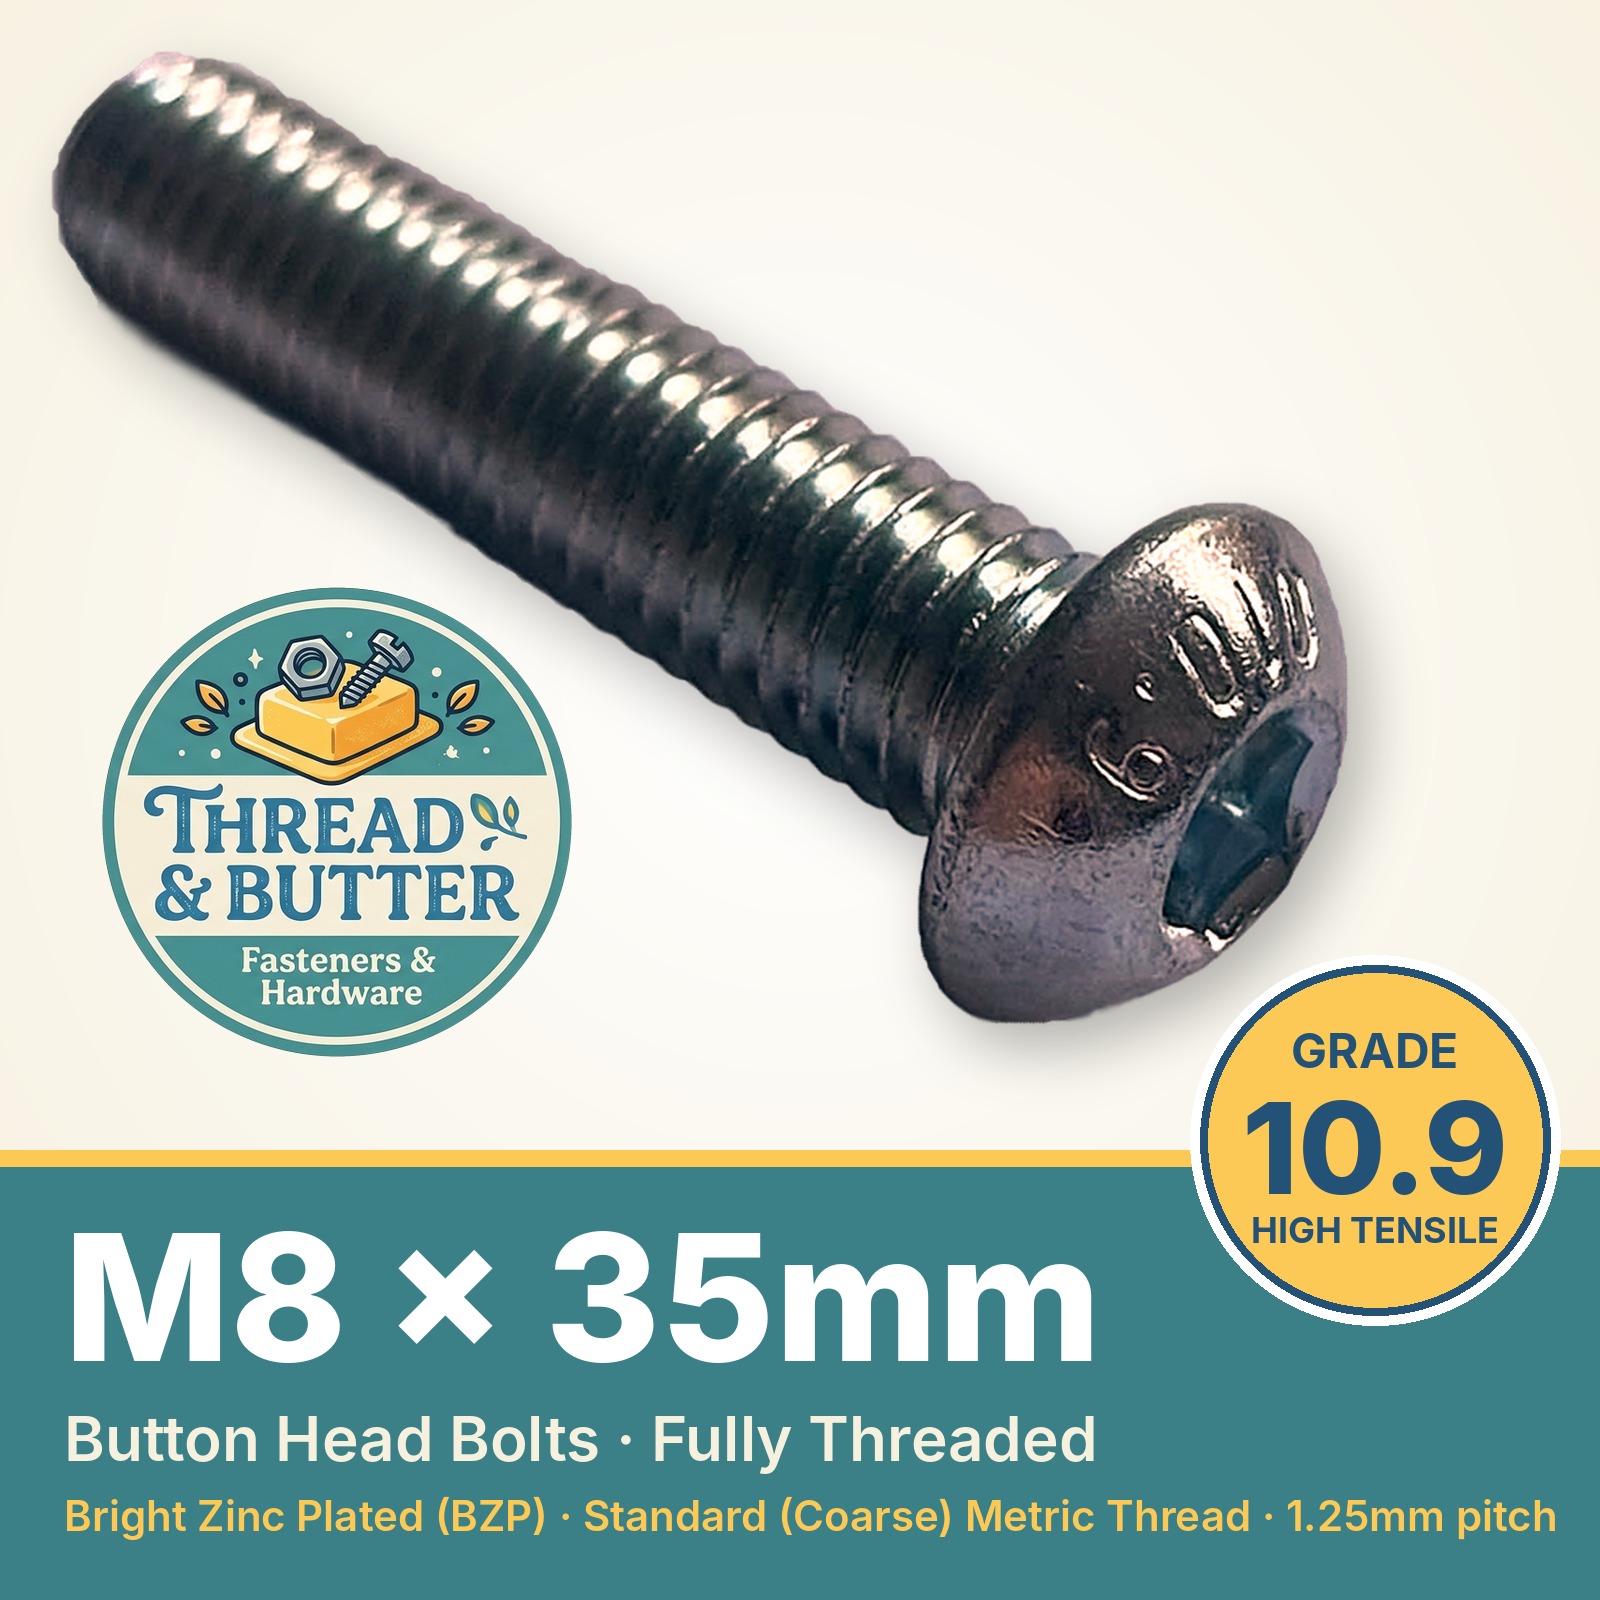 THREAD
& BUTTER
Fasteners &
Hardware
GRADE
10.9
HIGH TENSILE
M8 × 35mm
Button Head Bolts · Fully Threaded
Bright Zinc Plated (BZP) · Standard (Coarse) Metric Thread · 1.25mm pitch